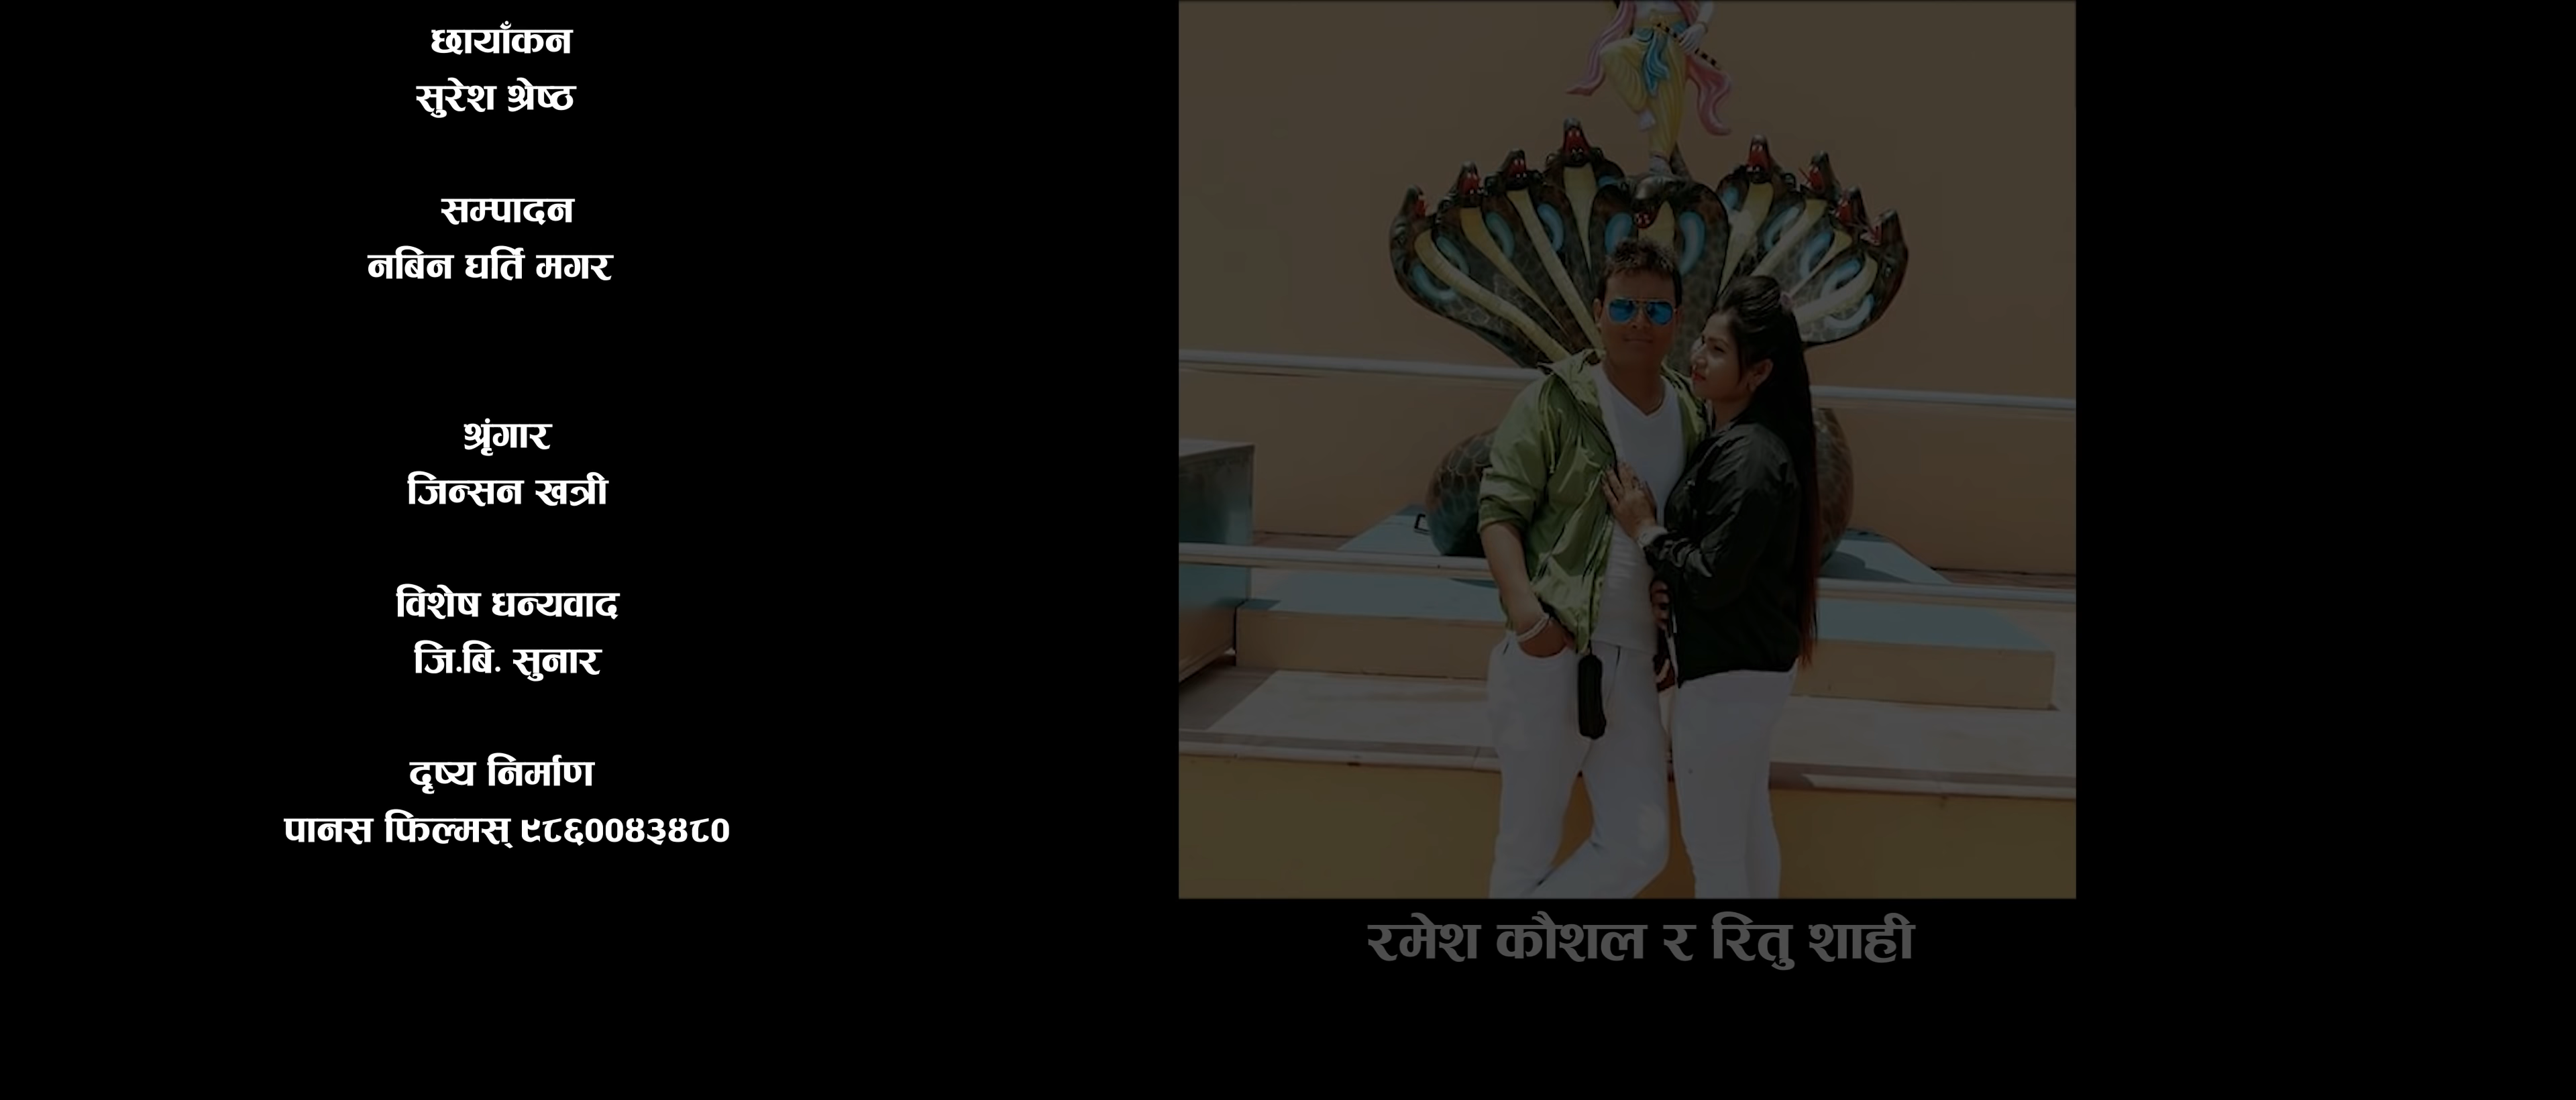 छायाँकन
सुरेश श्रेष्ठ
सम्पादन
नबिन घर्ति मगर
श्रृंगार
जिन्सन खत्री
विशेष धन्यवाद
जि.बि. सुनार
दृष्य निर्माण
पानस फिल्मस् ९८६००४३४८०
रमेश कौशल र रितु शाही